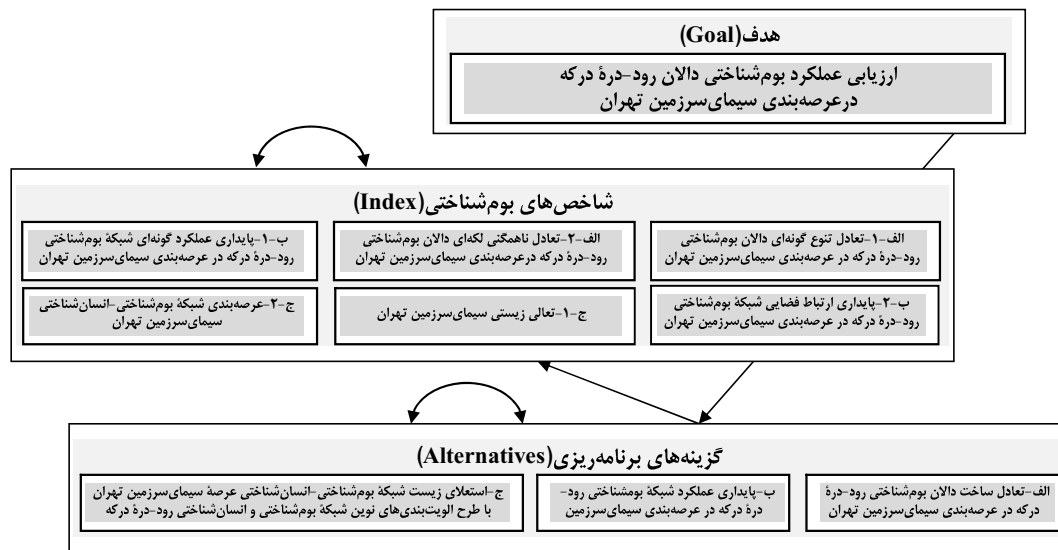 هدف(Goal)
ارزیابی عملکرد بوم‌شناختی دالان رود-درهٔ درکه
درعرصه‌بندی سیمای‌سرزمین تهران
شاخص‌های بوم‌شناختی(Index)
الف-۱-تعادل تنوع گونه‌ای دالان بوم‌شناختی
رود-درهٔ درکه در عرصه‌بندی سیمای‌سرزمین تهران
الف-۲-تعادل ناهمگنی لکه‌ای دالان بوم‌شناختی
رود-درهٔ درکه درعرصه‌بندی سیمای‌سرزمین تهران
ب-۱-پایداری عملکرد گونه‌ای شبکهٔ بوم‌شناختی
رود-درهٔ درکه در عرصه‌بندی سیمای‌سرزمین تهران
ب-۲-پایداری ارتباط فضایی شبکهٔ بوم‌شناختی
رود-درهٔ درکه در عرصه‌بندی سیمای‌سرزمین تهران
ج-۱-تعالی زیستی سیمای‌سرزمین تهران
ج-۲-عرصه‌بندی شبکهٔ بوم‌شناختی-انسان‌شناختی
سیمای‌سرزمین تهران
گزینه‌های برنامه‌ریزی(Alternatives)
الف-تعادل ساخت دالان بوم‌شناختی رود-درهٔ
درکه در عرصه‌بندی سیمای‌سرزمین تهران
ب-پایداری عملکرد شبکهٔ بومشناختی رود-
درهٔ درکه در عرصه‌بندی سیمای‌سرزمین
ج-استعلای زیست شبکهٔ بوم‌شناختی-انسان‌شناختی عرصهٔ سیمای‌سرزمین تهران
با طرح الویت‌بندی‌های نوین شبکهٔ بوم‌شناختی و انسان‌شناختی رود-درهٔ درکه